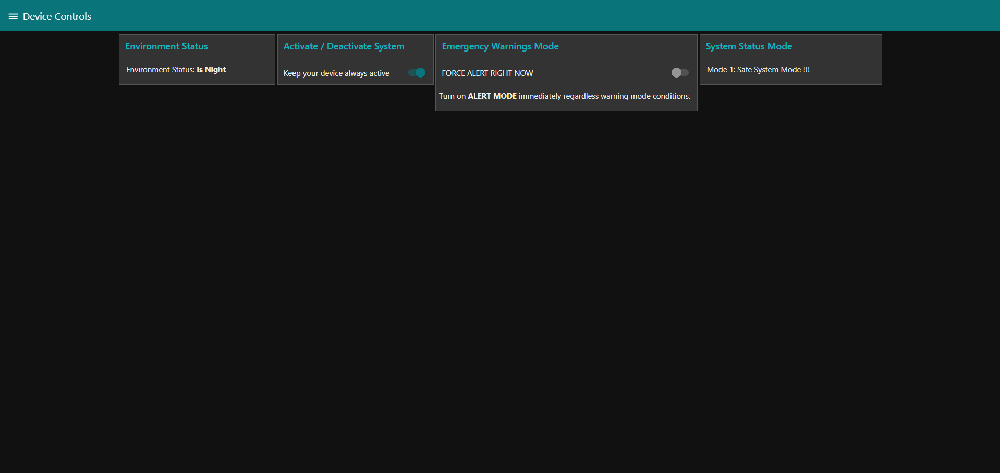 Device Controls
Environment Status
Environment Status: Is Night
Activate / Deactivate System
Keep your device always active
Emergency Warnings Mode
FORCE ALERT RIGHT NOW
Turn on ALERT MODE immediately regardless warning mode conditions.
System Status Mode
Mode 1: Safe System Mode !!!